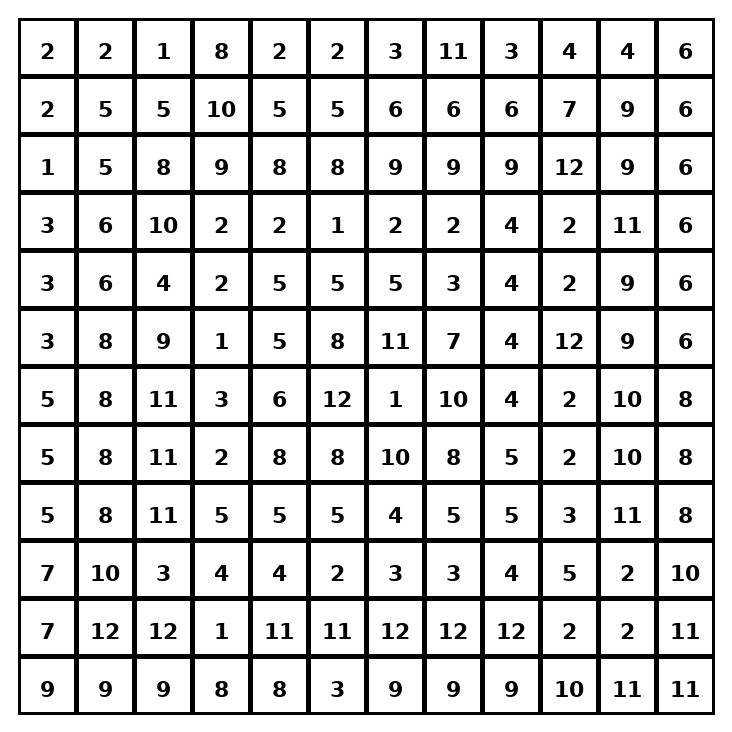 2 2 1 8 2 2 3 11 3 4 4 6
2 5 5 10 5 5 6 6 6 7 9 6
1 5 8 9 8 8 9 9 9 12 9 6
3 6 10 2 2 1 2 2 4 2 11 6
3 6 4 2 5 5 5 3 4 2 9 6
3 8 9 1 5 8 11 7 4 12 9 6
5 8 11 3 6 12 1 10 4 2 10 8
5 8 11 2 8 8 10 8 5 2 10 8
5 8 11 5 5 5 4 5 5 3 11 8
7 10 3 4 4 2 3 3 4 5 2 10
7 12 12 1 11 11 12 12 12 2 2 11
9 9 9 8 8 3 9 9 9 10 11 11